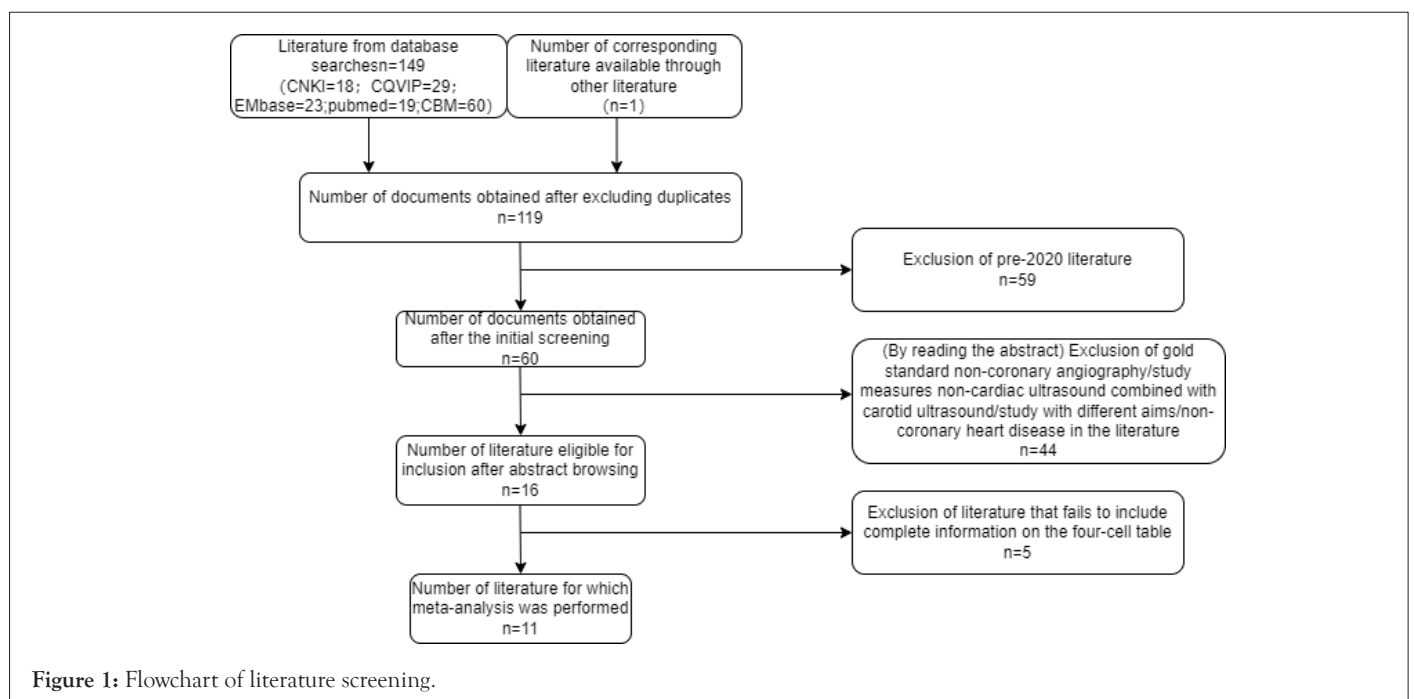 Literature from database
searchesn=149
(CNKI=18； CQVIP=29；
EMbase=23;pubmed=19;CBM=60)
Number of corresponding
literature available through
other literature
(n=1)
Number of documents obtained after excluding duplicates
n=119
Exclusion of pre-2020 literature
n=59
Number of documents obtained
after the initial screening
n=60
(By reading the abstract) Exclusion of gold
standard non-coronary angiography/study
measures non-cardiac ultrasound combined with
carotid ultrasound/study with different aims/non-
coronary heart disease in the literature
n=44
Number of literature eligible for
inclusion after abstract browsing
n=16
Exclusion of literature that fails to include
complete information on the four-cell table
n=5
Number of literature for which
meta-analysis was performed
n=11
Figure 1: Flowchart of literature screening.